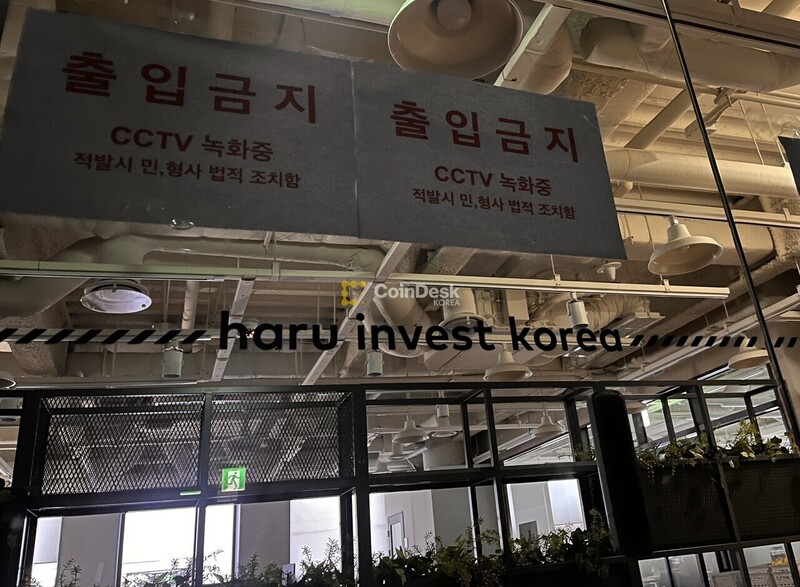 출입금지
CCTV 녹화중
적발시 민,형사 법적 조치함
출입금지
CCTV 녹화중
적발시 민,형사 법적 조치함
CoinDesk
KOREA
haru invest korea